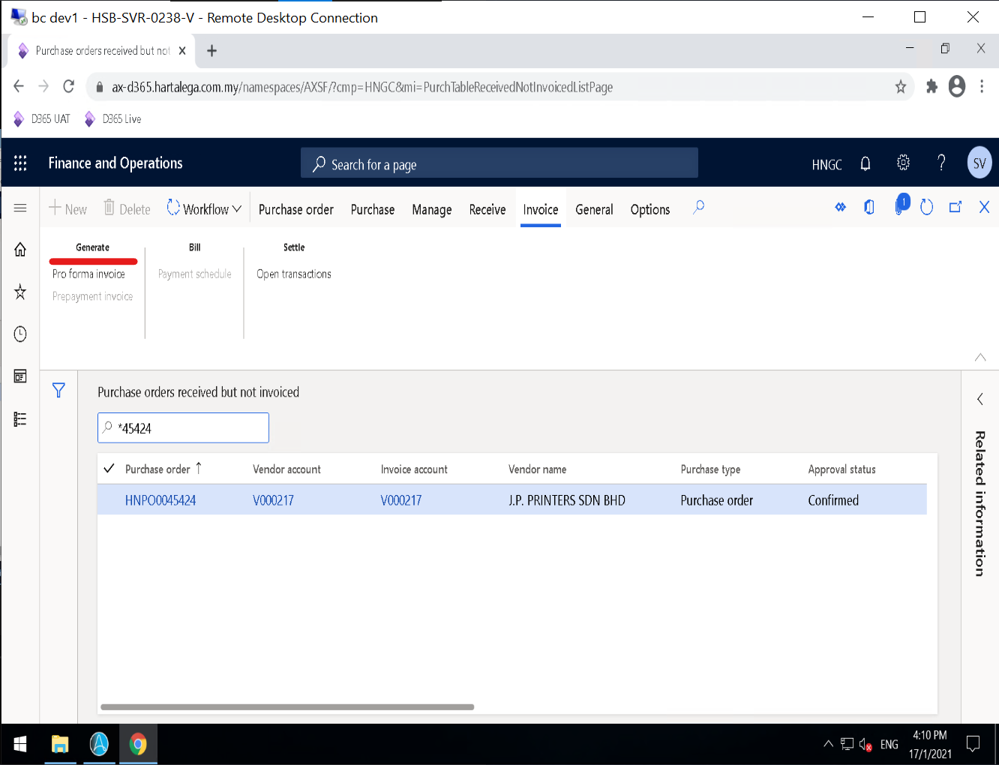 bc dev1 - HSB-SVR-0238-V - Remote Desktop Connection
Purchase orders received but not
ax-d365.hartalega.com.my/namespaces/AXSF/?cmp=HNGC&mi=PurchTableReceivedNotInvoicedListPage
D365 UAT D365 Live
Finance and Operations Search for a page HNGC ? SV
New Delete Workflow Purchase order Purchase Manage Receive Invoice General Options 1
Generate Bill Settle
Pro forma invoice Payment schedule Open transactions
Prepayment invoice
Purchase orders received but not invoiced
*45424
Purchase order Vendor account Invoice account Vendor name Purchase type Approval status
HNPO0045424 V000217 V000217 J.P. PRINTERS SDN BHD Purchase order Confirmed
Related information
ENG 4:10 PM
17/1/2021